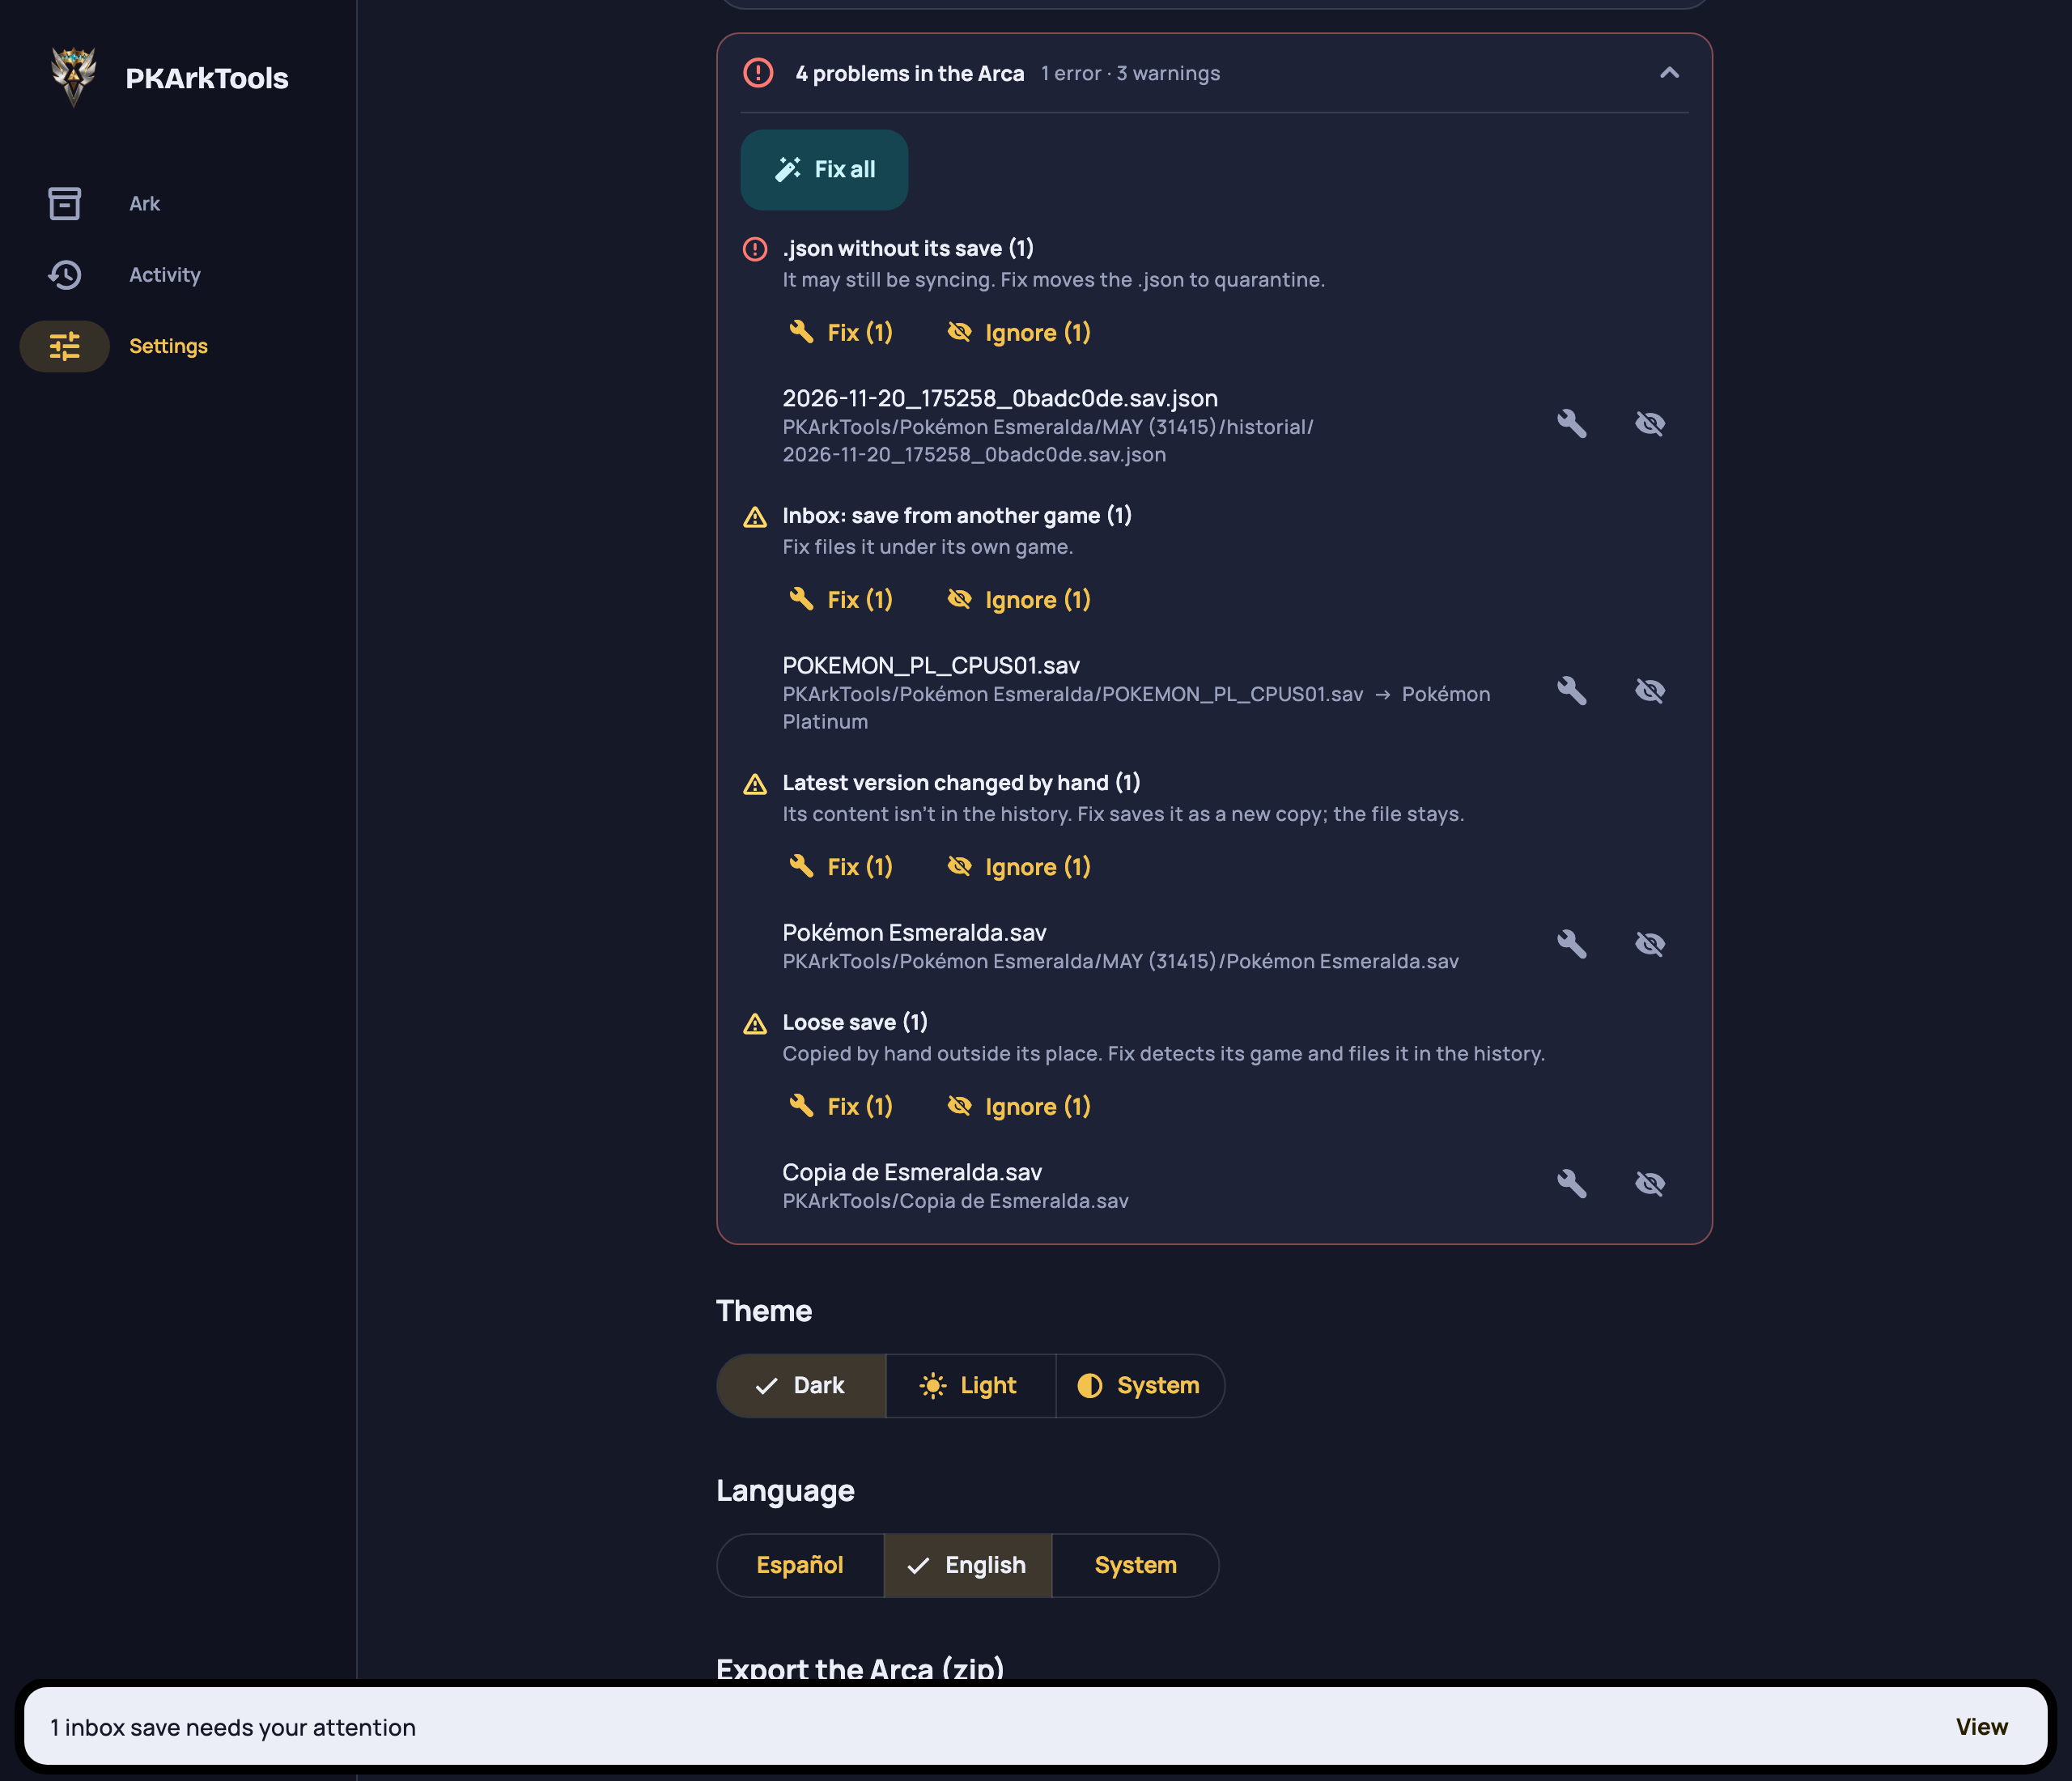 PKArkTools
Ark
Activity
Settings
4 problems in the Arca 1 error · 3 warnings
Fix all
.json without its save (1)
It may still be syncing. Fix moves the .json to quarantine.
Fix (1) Ignore (1)
2026-11-20_175258_0badc0de.sav.json
PKArkTools/Pokémon Esmeralda/MAY (31415)/historial/
2026-11-20_175258_0badc0de.sav.json
Inbox: save from another game (1)
Fix files it under its own game.
Fix (1) Ignore (1)
POKEMON_PL_CPUS01.sav
PKArkTools/Pokémon Esmeralda/POKEMON_PL_CPUS01.sav → Pokémon
Platinum
Latest version changed by hand (1)
Its content isn't in the history. Fix saves it as a new copy; the file stays.
Fix (1) Ignore (1)
Pokémon Esmeralda.sav
PKArkTools/Pokémon Esmeralda/MAY (31415)/Pokémon Esmeralda.sav
Loose save (1)
Copied by hand outside its place. Fix detects its game and files it in the history.
Fix (1) Ignore (1)
Copia de Esmeralda.sav
PKArkTools/Copia de Esmeralda.sav
Theme
Dark Light System
Language
Español English System
Export the Arca (zip)
1 inbox save needs your attention View